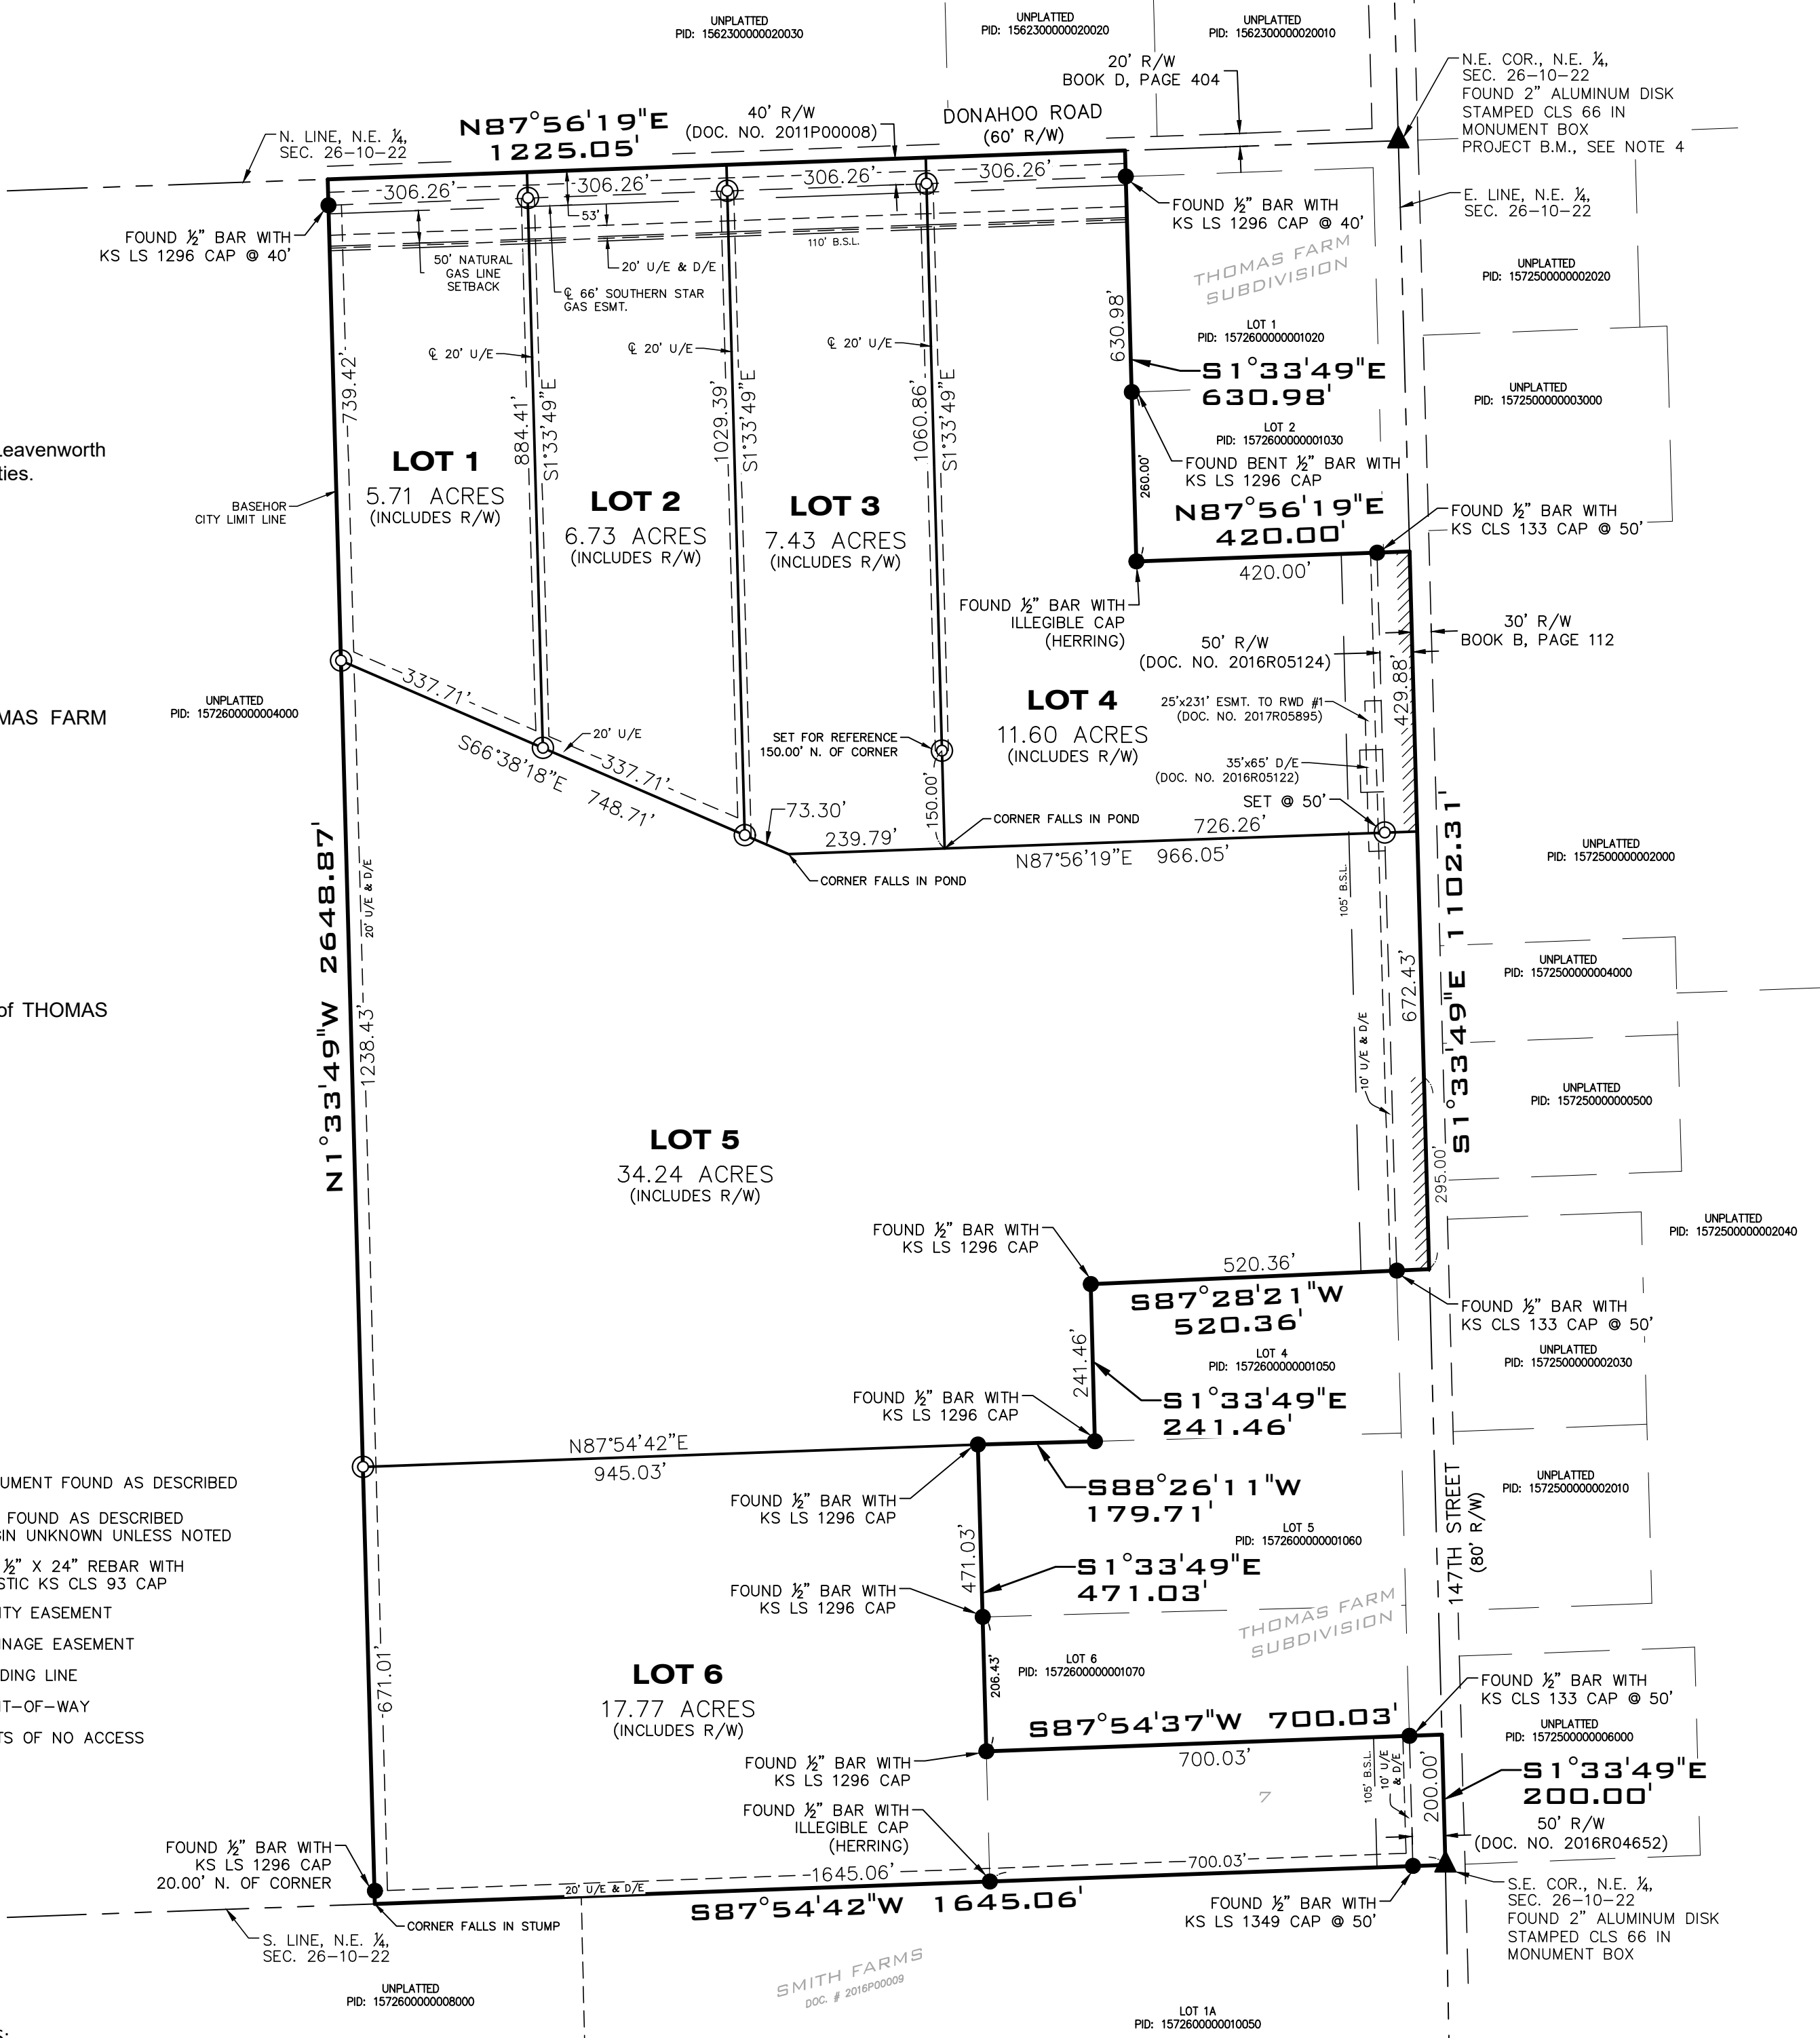 UNPLATTED
PID: 1562300000020030
UNPLATTED
PID: 1562300000020020
UNPLATTED
PID: 1562300000020010
20' R/W
BOOK D, PAGE 404
N.E. COR., N.E. ¼,
SEC. 26-10-22
FOUND 2" ALUMINUM DISK
STAMPED CLS 66 IN
MONUMENT BOX
PROJECT B.M., SEE NOTE 4
N. LINE, N.E. ¼,
SEC. 26-10-22
N87°56'19"E
1225.05'
40' R/W
(DOC. NO. 2011P00008)
DONAHOO ROAD
(60' R/W)
306.26'
306.26'
306.26'
306.26'
53'
E. LINE, N.E. ¼,
SEC. 26-10-22
FOUND ½" BAR WITH
KS LS 1296 CAP @ 40'
FOUND ½" BAR WITH
KS LS 1296 CAP @ 40'
50' NATURAL
GAS LINE
SETBACK
20' U/E & D/E
110' B.S.L.
℄ 66' SOUTHERN STAR
GAS ESMT.
THOMAS FARM
SUBDIVISION
UNPLATTED
PID: 1572500000002020
LOT 1
PID: 1572600000001020
℄ 20' U/E
℄ 20' U/E
℄ 20' U/E
630.98'
S1°33'49"E
630.98'
739.42'
884.41'
S1°33'49"E
1029.39'
S1°33'49"E
1060.86'
S1°33'49"E
UNPLATTED
PID: 1572500000003000
LOT 2
PID: 1572600000001030
Leavenworth
ties.
LOT 1
5.71 ACRES
(INCLUDES R/W)
LOT 2
6.73 ACRES
(INCLUDES R/W)
LOT 3
7.43 ACRES
(INCLUDES R/W)
260.00'
FOUND BENT ½" BAR WITH
KS LS 1296 CAP
BASEHOR
CITY LIMIT LINE
N87°56'19"E
420.00'
420.00'
FOUND ½" BAR WITH
KS CLS 133 CAP @ 50'
FOUND ½" BAR WITH
ILLEGIBLE CAP
(HERRING)
30' R/W
BOOK B, PAGE 112
50' R/W
(DOC. NO. 2016R05124)
429.88'
UNPLATTED
PID: 1572600000004000
MAS FARM
337.71'
S66°38'18"E 748.71'
20' U/E
337.71'
LOT 4
11.60 ACRES
(INCLUDES R/W)
25'x231' ESMT. TO RWD #1
(DOC. NO. 2017R05895)
SET FOR REFERENCE
150.00' N. OF CORNER
35'x65' D/E
(DOC. NO. 2016R05122)
SET @ 50'
150.00'
73.30'
239.79'
CORNER FALLS IN POND
726.26'
N87°56'19"E 966.05'
CORNER FALLS IN POND
N1°33'49"W 2648.87'
20' U/E & D/E
105' B.S.L.
S1°33'49"E 1102.31'
UNPLATTED
PID: 1572500000002000
of THOMAS
1238.43'
10' U/E & D/E
672.43'
UNPLATTED
PID: 1572500000004000
UNPLATTED
PID: 157250000000500
LOT 5
34.24 ACRES
(INCLUDES R/W)
295.00'
UNPLATTED
PID: 1572500000002040
FOUND ½" BAR WITH
KS LS 1296 CAP
520.36'
S87°28'21"W
520.36'
FOUND ½" BAR WITH
KS CLS 133 CAP @ 50'
241.46'
LOT 4
PID: 1572600000001050
UNPLATTED
PID: 1572500000002030
FOUND ½" BAR WITH
KS LS 1296 CAP
S1°33'49"E
241.46'
N87°54'42"E
945.03'
UMENT FOUND AS DESCRIBED
FOUND AS DESCRIBED
GIN UNKNOWN UNLESS NOTED
½" X 24" REBAR WITH
STIC KS CLS 93 CAP
ITY EASEMENT
INAGE EASEMENT
DING LINE
HT-OF-WAY
TS OF NO ACCESS
FOUND ½" BAR WITH
KS LS 1296 CAP
S88°26'11"W
179.71'
UNPLATTED
PID: 1572500000002010
147TH STREET
(80' R/W)
LOT 5
PID: 1572600000001060
471.03'
S1°33'49"E
471.03'
FOUND ½" BAR WITH
KS LS 1296 CAP
THOMAS FARM
SUBDIVISION
671.01'
LOT 6
17.77 ACRES
(INCLUDES R/W)
206.43'
LOT 6
PID: 1572600000001070
FOUND ½" BAR WITH
KS CLS 133 CAP @ 50'
S87°54'37"W 700.03'
700.03'
UNPLATTED
PID: 1572500000006000
FOUND ½" BAR WITH
KS LS 1296 CAP
105' B.S.L.
10' U/E
& D/E
200.00'
S1°33'49"E
200.00'
7
FOUND ½" BAR WITH
ILLEGIBLE CAP
(HERRING)
50' R/W
(DOC. NO. 2016R04652)
FOUND ½" BAR WITH
KS LS 1296 CAP
20.00' N. OF CORNER
1645.06'
700.03'
20' U/E & D/E
S87°54'42"W 1645.06'
CORNER FALLS IN STUMP
FOUND ½" BAR WITH
KS LS 1349 CAP @ 50'
S.E. COR., N.E. ¼,
SEC. 26-10-22
FOUND 2" ALUMINUM DISK
STAMPED CLS 66 IN
MONUMENT BOX
S. LINE, N.E. ¼,
SEC. 26-10-22
SMITH FARMS
DOC. # 2016P00009
UNPLATTED
PID: 1572600000008000
LOT 1A
PID: 1572600000010050